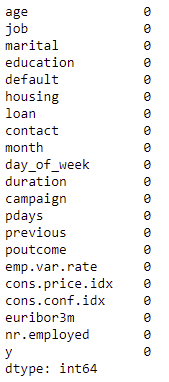 age 0
job 0
marital 0
education 0
default 0
housing 0
loan 0
contact 0
month 0
day_of_week 0
duration 0
campaign 0
pdays 0
previous 0
poutcome 0
emp.var.rate 0
cons.price.idx 0
cons.conf.idx 0
euribor3m 0
nr.employed 0
y 0
dtype: int64